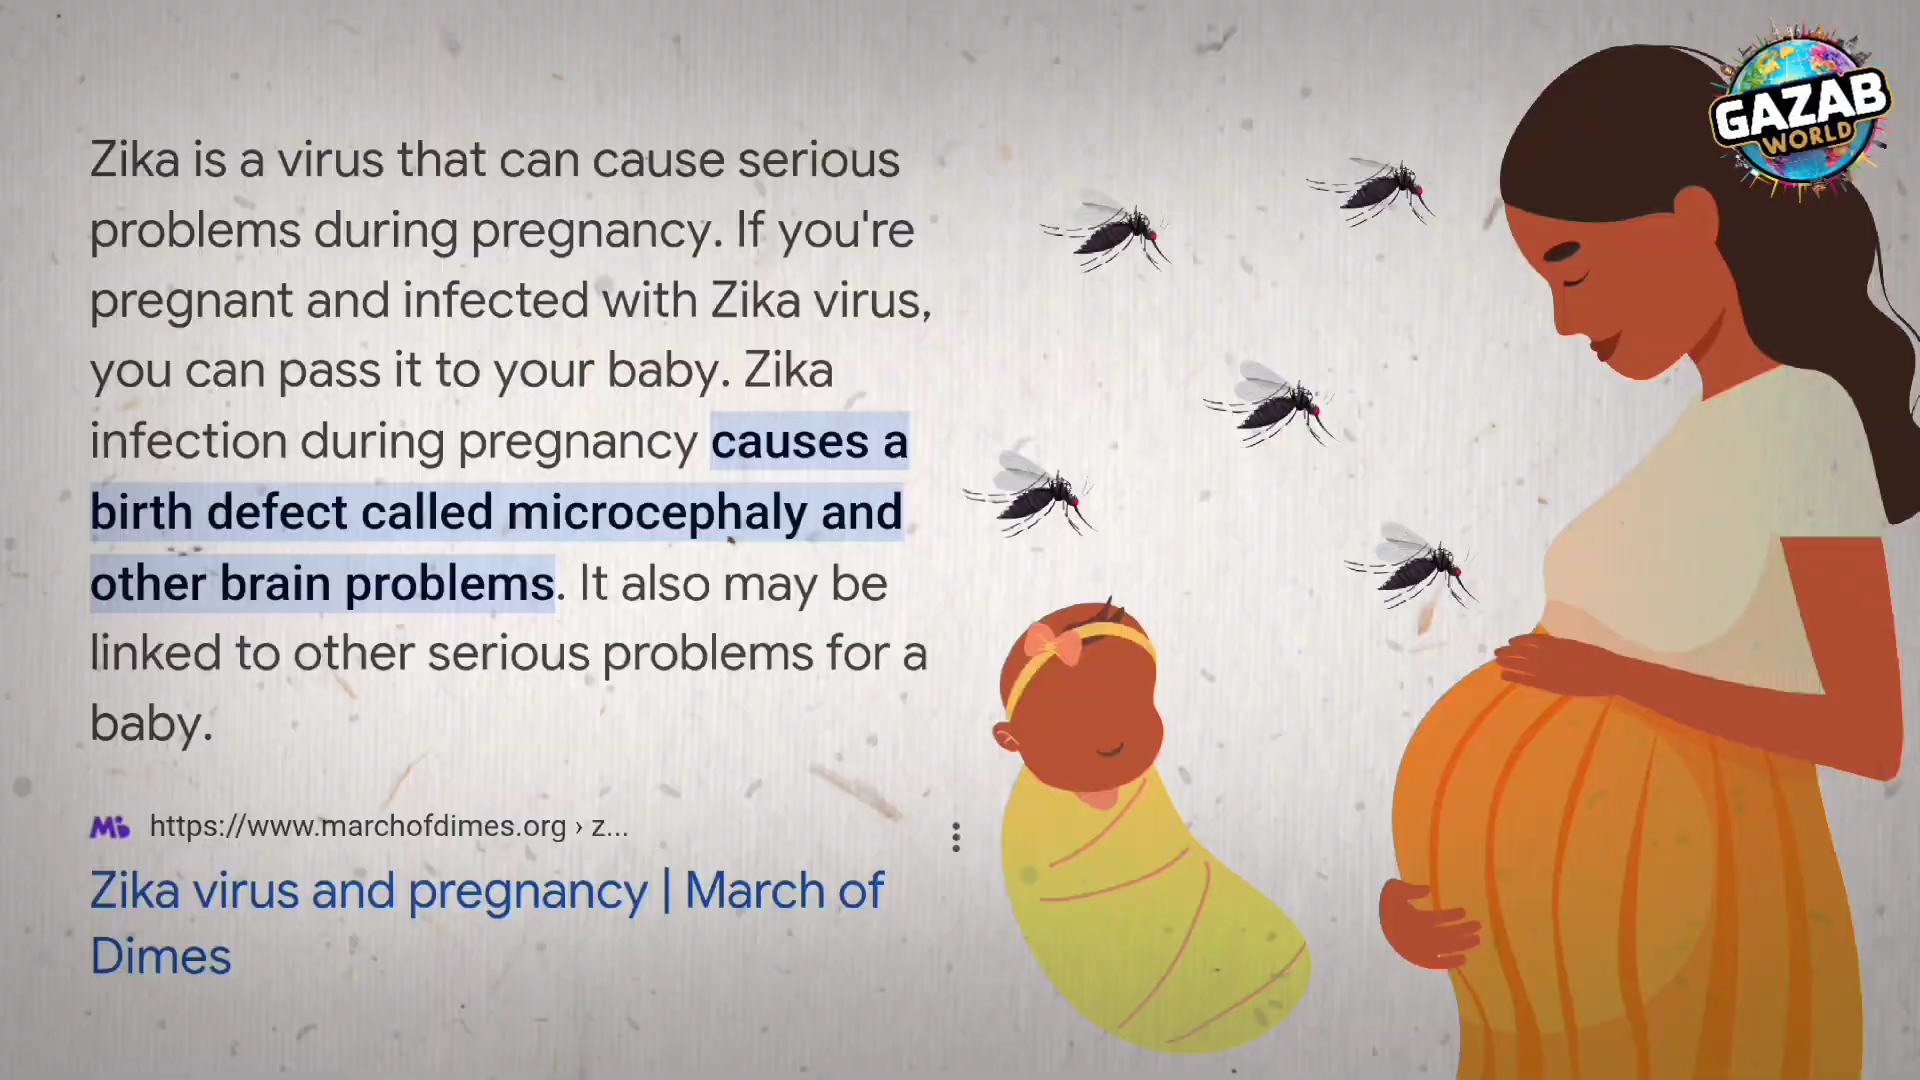 Zika is a virus that can cause serious
problems during pregnancy. If you're
pregnant and infected with Zika virus,
you can pass it to your baby. Zika
infection during pregnancy causes a
birth defect called microcephaly and
other brain problems. It also may be
linked to other serious problems for a
baby.
https://www.marchofdimes.org › z...
Zika virus and pregnancy | March of
Dimes
GAZAB
WORLD